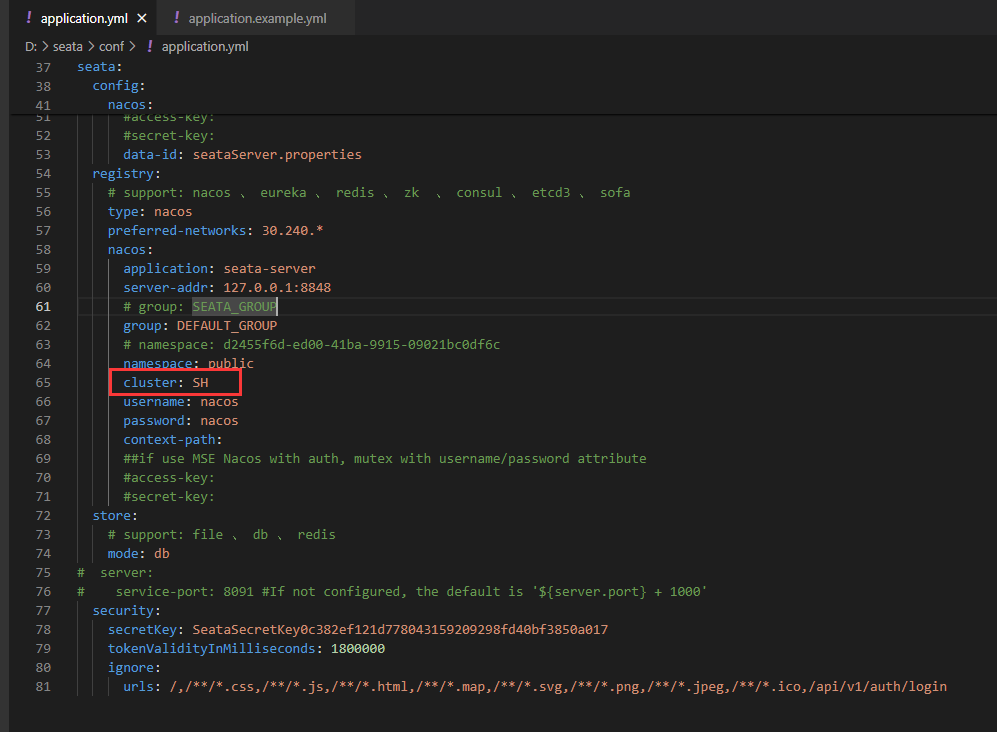 ! application.yml × ! application.example.yml
D: > seata > conf > ! application.yml
37 seata:
38 config:
41 nacos:
51 #access-key:
52 #secret-key:
53 data-id: seataServer.properties
54 registry:
55 # support: nacos 、 eureka 、 redis 、 zk 、 consul 、 etcd3 、 sofa
56 type: nacos
57 preferred-networks: 30.240.*
58 nacos:
59 application: seata-server
60 server-addr: 127.0.0.1:8848
61 # group: SEATA_GROUP
62 group: DEFAULT_GROUP
63 # namespace: d2455f6d-ed00-41ba-9915-09021bc0df6c
64 namespace: public
65 cluster: SH
66 username: nacos
67 password: nacos
68 context-path:
69 ##if use MSE Nacos with auth, mutex with username/password attribute
70 #access-key:
71 #secret-key:
72 store:
73 # support: file 、 db 、 redis
74 mode: db
75 # server:
76 # service-port: 8091 #If not configured, the default is '${server.port} + 1000'
77 security:
78 secretKey: SeataSecretKey0c382ef121d778043159209298fd40bf3850a017
79 tokenValidityInMilliseconds: 1800000
80 ignore:
81 urls: /,/**/*.css,/**/*.js,/**/*.html,/**/*.map,/**/*.svg,/**/*.png,/**/*.jpeg,/**/*.ico,/api/v1/auth/login